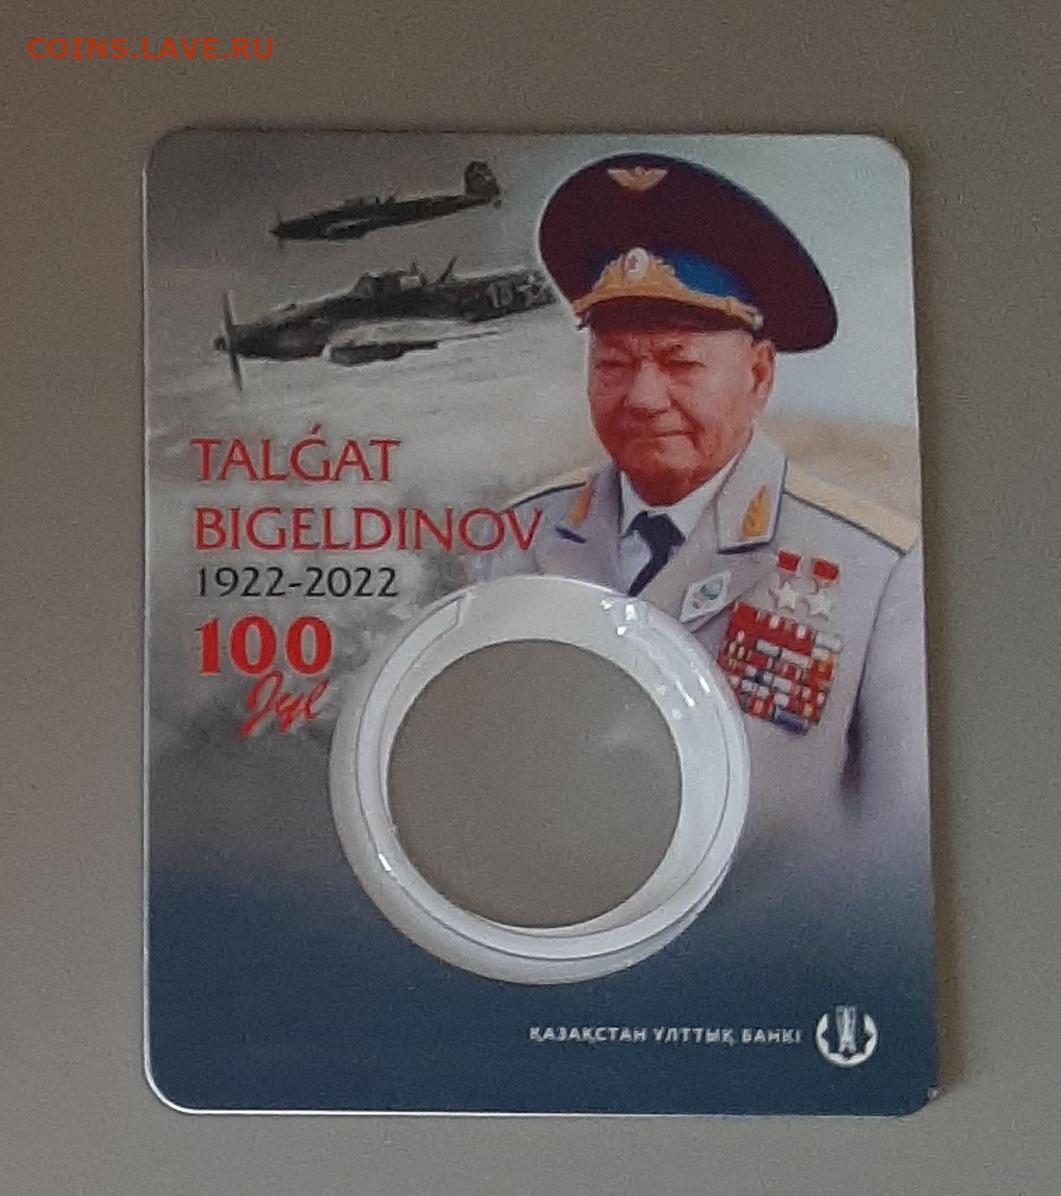 COINS.LAVE.RU
TALǴAT
BIGELDINOV
1922-2022
100
Jyl
ҚАЗАҚСТАН ҰЛТТЫҚ БАНКІ